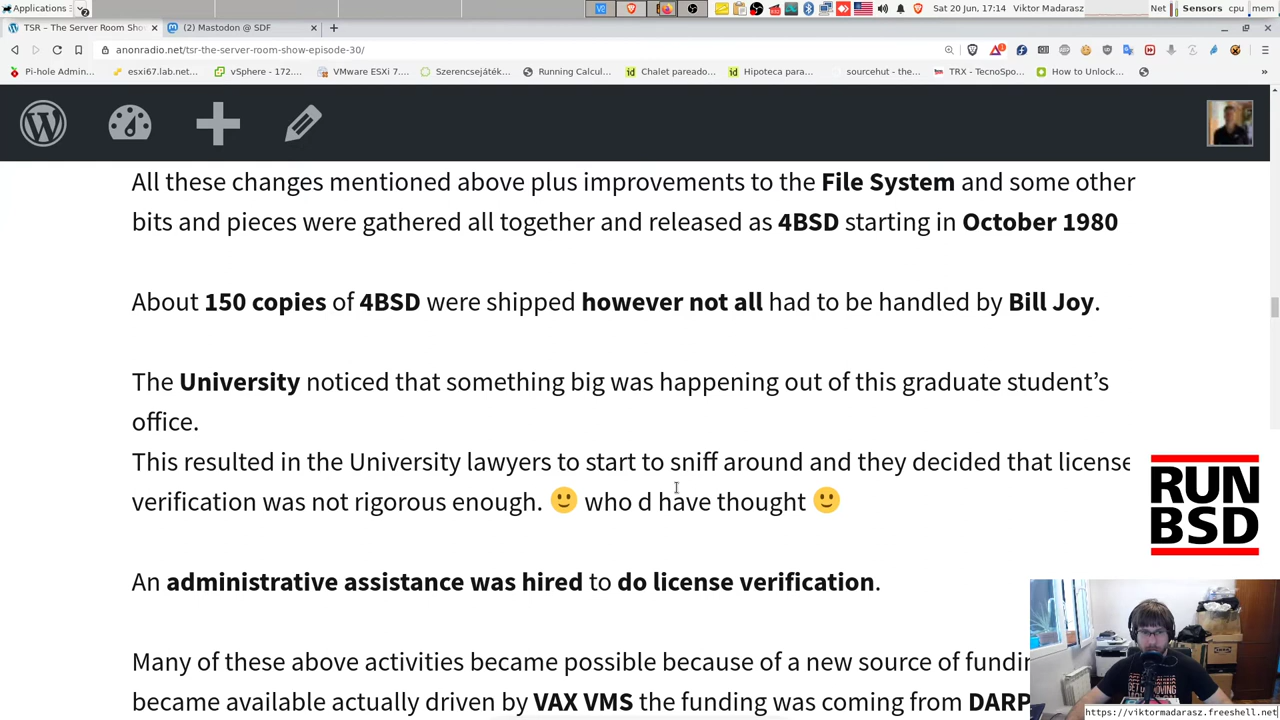 Applications
Sat 20 Jun, 17:14
Viktor Madarasz
Net
Sensors
cpu
mem
TSR - The Server Room Sho
(2) Mastodon @ SDF
anonradio.net/tsr-the-server-room-show-episode-30/
Pi-hole Admin...
esxi67.lab.net...
vSphere - 172....
VMware ESXi 7....
Szerencsejáték...
Running Calcul...
Chalet pareado...
Hipoteca para...
sourcehut - the...
TRX - TecnoSpo...
How to Unlock...
All these changes mentioned above plus improvements to the File System and some other
bits and pieces were gathered all together and released as 4BSD starting in October 1980
About 150 copies of 4BSD were shipped however not all had to be handled by Bill Joy.
The University noticed that something big was happening out of this graduate student’s
office.
This resulted in the University lawyers to start to sniff around and they decided that license
verification was not rigorous enough. 🙂 who d have thought 🙂
RUN
BSD
An administrative assistance was hired to do license verification.
Many of these above activities became possible because of a new source of fundin
became available actually driven by VAX VMS the funding was coming from DARP
https://viktormadarasz.freeshell.net